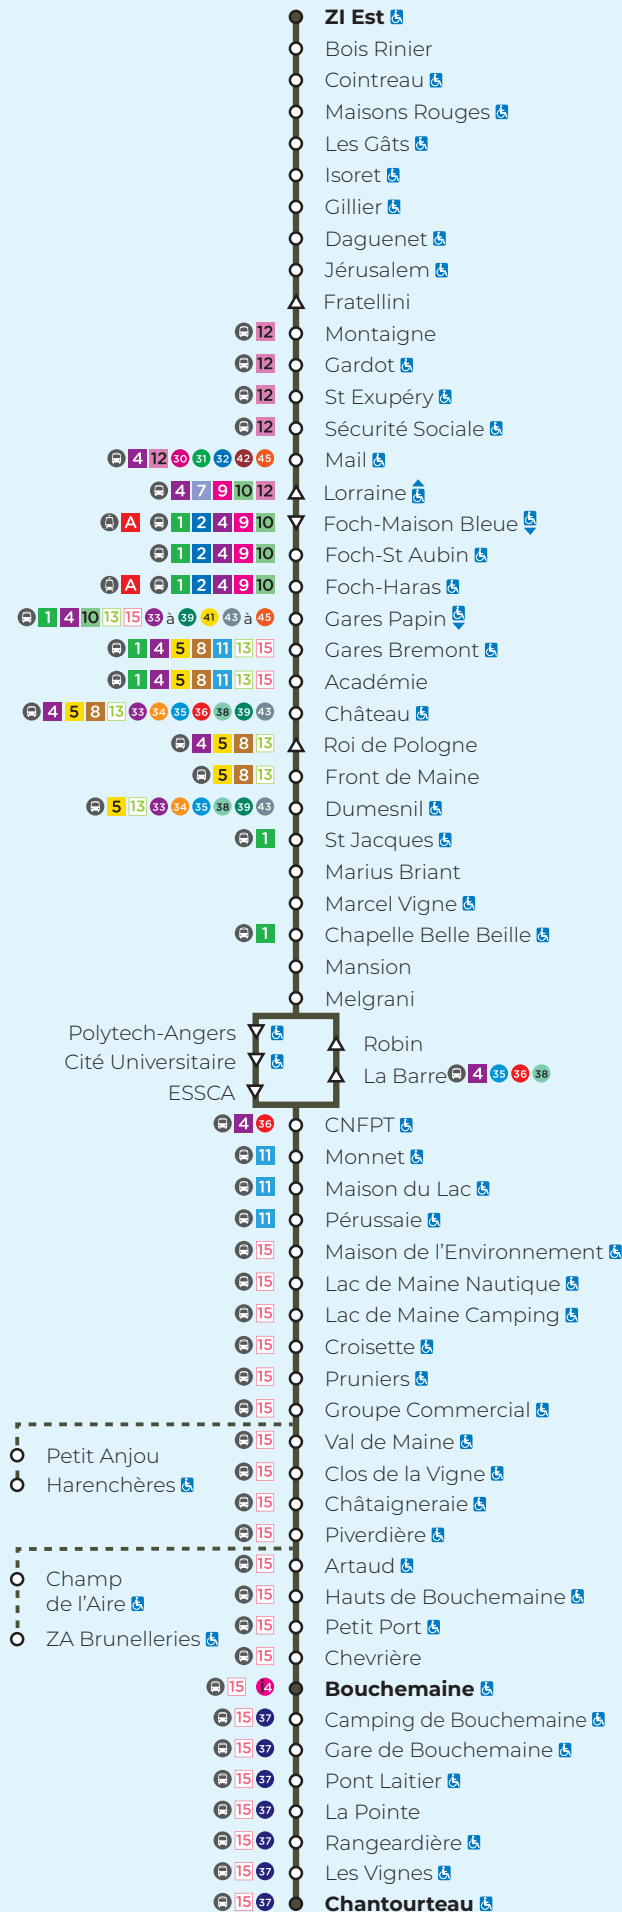 ZI Est
Bois Rinier
Cointreau
Maisons Rouges
Les Gâts
Isoret
Gillier
Daguenet
Jérusalem
Fratellini
12 Montaigne
12 Gardot
12 St Exupéry
12 Sécurité Sociale
4 12 30 31 32 42 45 Mail
4 7 9 10 12 Lorraine
A 1 2 4 9 10 Foch-Maison Bleue
1 2 4 9 10 Foch-St Aubin
A 1 2 4 9 10 Foch-Haras
1 4 10 13 15 33 à 39 41 43 à 45 Gares Papin
1 4 5 8 11 13 15 Gares Bremont
1 4 5 8 11 13 15 Académie
4 5 8 13 33 34 35 36 38 39 43 Château
4 5 8 13 Roi de Pologne
5 8 13 Front de Maine
5 13 33 34 35 38 39 43 Dumesnil
1 St Jacques
Marius Briant
Marcel Vigne
1 Chapelle Belle Beille
Mansion
Melgrani
Polytech-Angers
Cité Universitaire
ESSCA
Robin
La Barre 4 35 36 38
4 36 CNFPT
11 Monnet
11 Maison du Lac
11 Pérussaie
15 Maison de l'Environnement
15 Lac de Maine Nautique
15 Lac de Maine Camping
15 Croisette
15 Pruniers
15 Groupe Commercial
Petit Anjou
Harenchères
15 Val de Maine
15 Clos de la Vigne
15 Châtaigneraie
15 Piverdière
Champ
de l'Aire
ZA Brunelleries
15 Artaud
15 Hauts de Bouchemaine
15 Petit Port
15 Chevrière
15 i4 Bouchemaine
15 37 Camping de Bouchemaine
15 37 Gare de Bouchemaine
15 37 Pont Laitier
15 37 La Pointe
15 37 Rangeardière
15 37 Les Vignes
15 37 Chantourteau